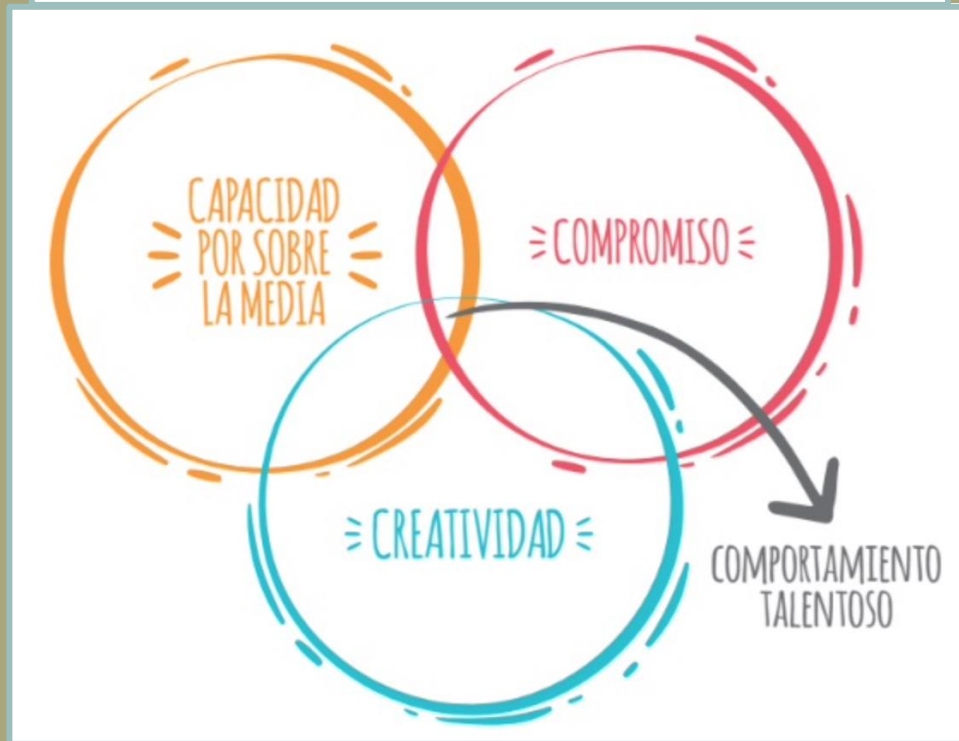 CAPACIDAD
POR SOBRE
LA MEDIA
COMPROMISO
CREATIVIDAD
COMPORTAMIENTO
TALENTOSO